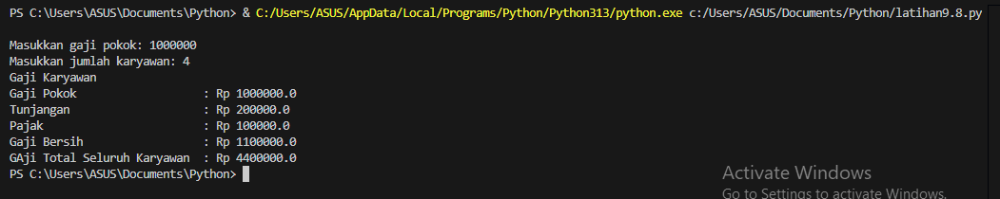 PS C:\Users\ASUS\Documents\Python> & C:/Users/ASUS/AppData/Local/Programs/Python/Python313/python.exe c:/Users/ASUS/Documents/Python/latihan9.8.py
Masukkan gaji pokok: 1000000
Masukkan jumlah karyawan: 4
Gaji Karyawan
Gaji Pokok                   : Rp 1000000.0
Tunjangan                    : Rp 200000.0
Pajak                        : Rp 100000.0
Gaji Bersih                  : Rp 1100000.0
GAji Total Seluruh Karyawan  : Rp 4400000.0
PS C:\Users\ASUS\Documents\Python>
Activate Windows
Go to Settings to activate Windows.